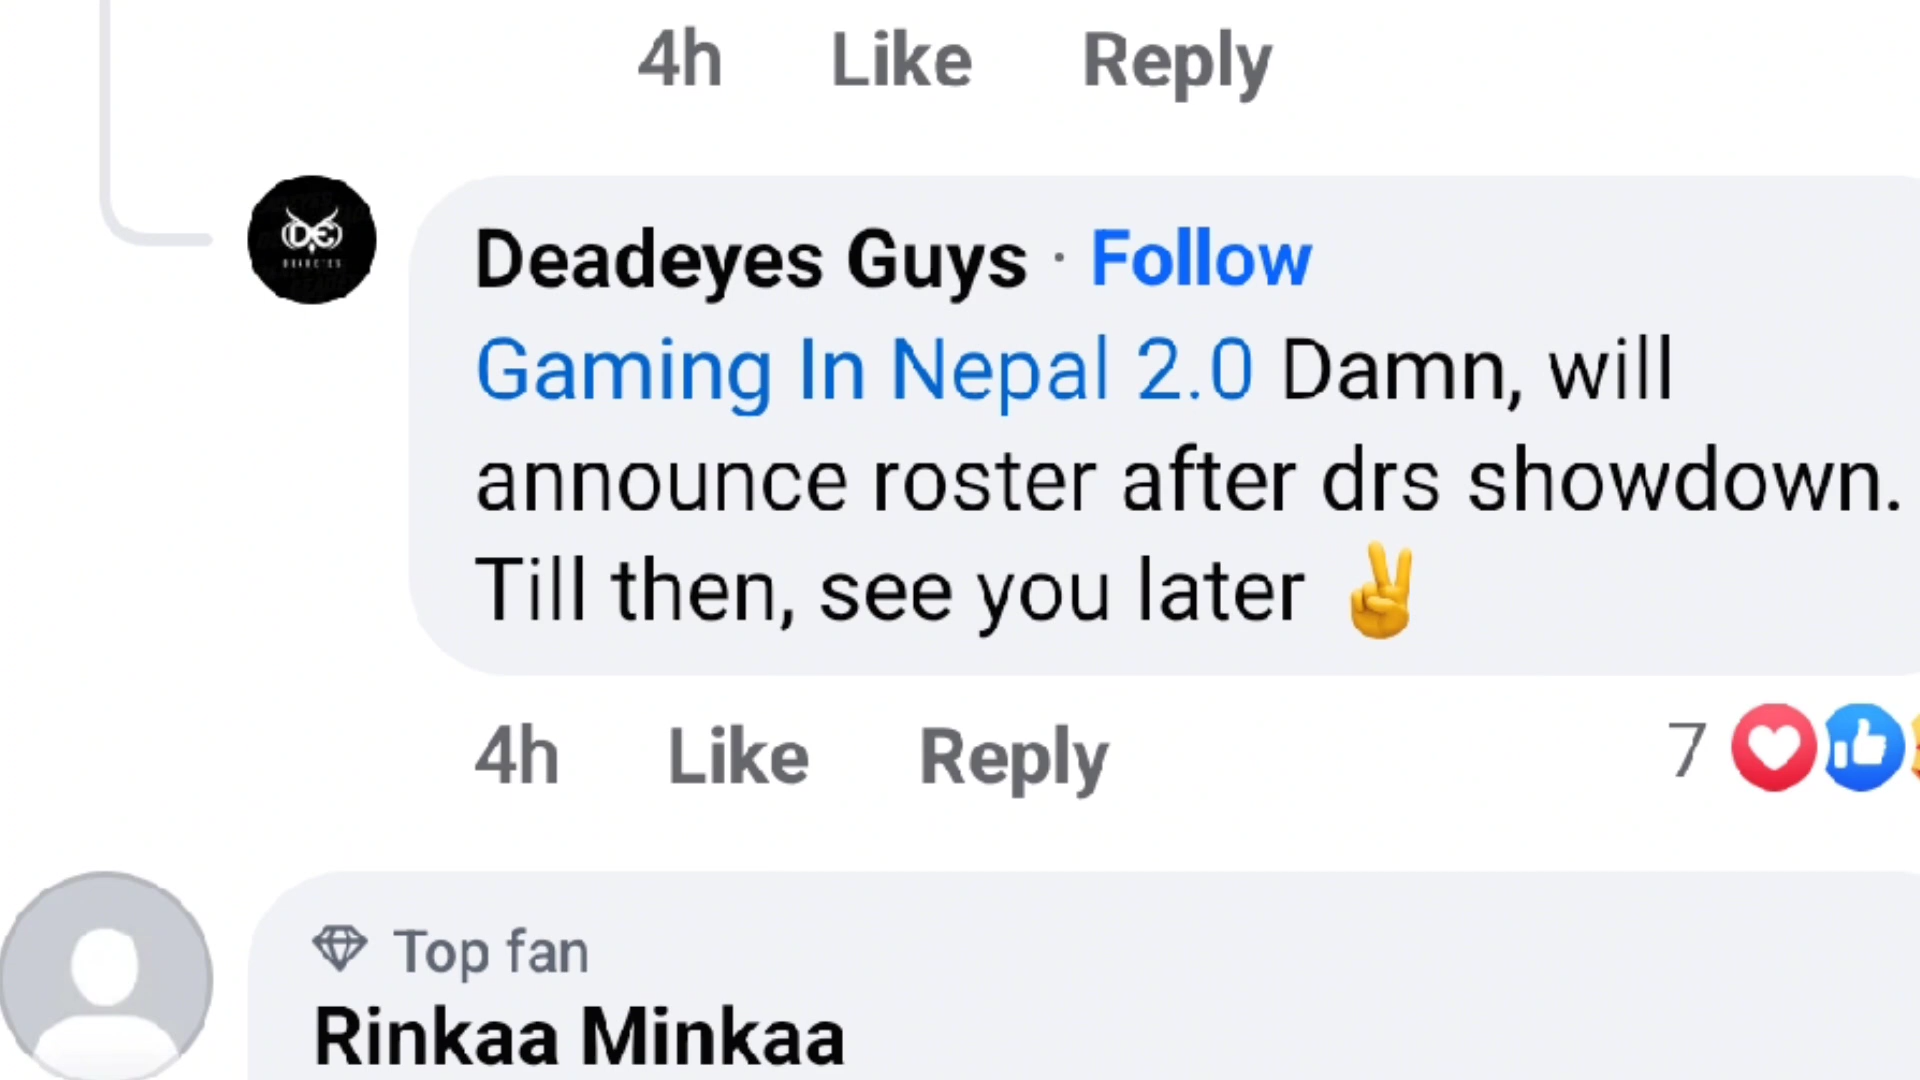 4h Like Reply
DE
Deadeyes Guys · Follow
Gaming In Nepal 2.0 Damn, will
announce roster after drs showdown.
Till then, see you later ✌️
4h Like Reply 7
Top fan
Rinkaa Minkaa